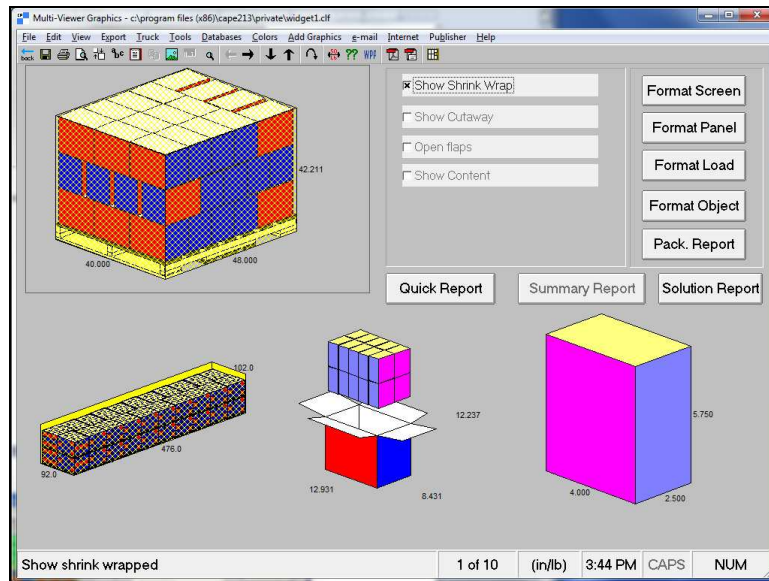 Multi-Viewer Graphics - c:\program files (x86)\cape213\private\widget1.clf
File Edit View Export Truck Tools Databases Colors Add Graphics e-mail Internet Publisher Help
back WPF
Show Shrink Wrap
Show Cutaway
Open flaps
Show Content
Format Screen
Format Panel
Format Load
Format Object
Pack. Report
Quick Report Summary Report Solution Report
42.211
40.000 48.000
102.0
476.0
92.0
12.237
12.931
8.431
5.750
4.000
2.500
Show shrink wrapped 1 of 10 (in/lb) 3:44 PM CAPS NUM